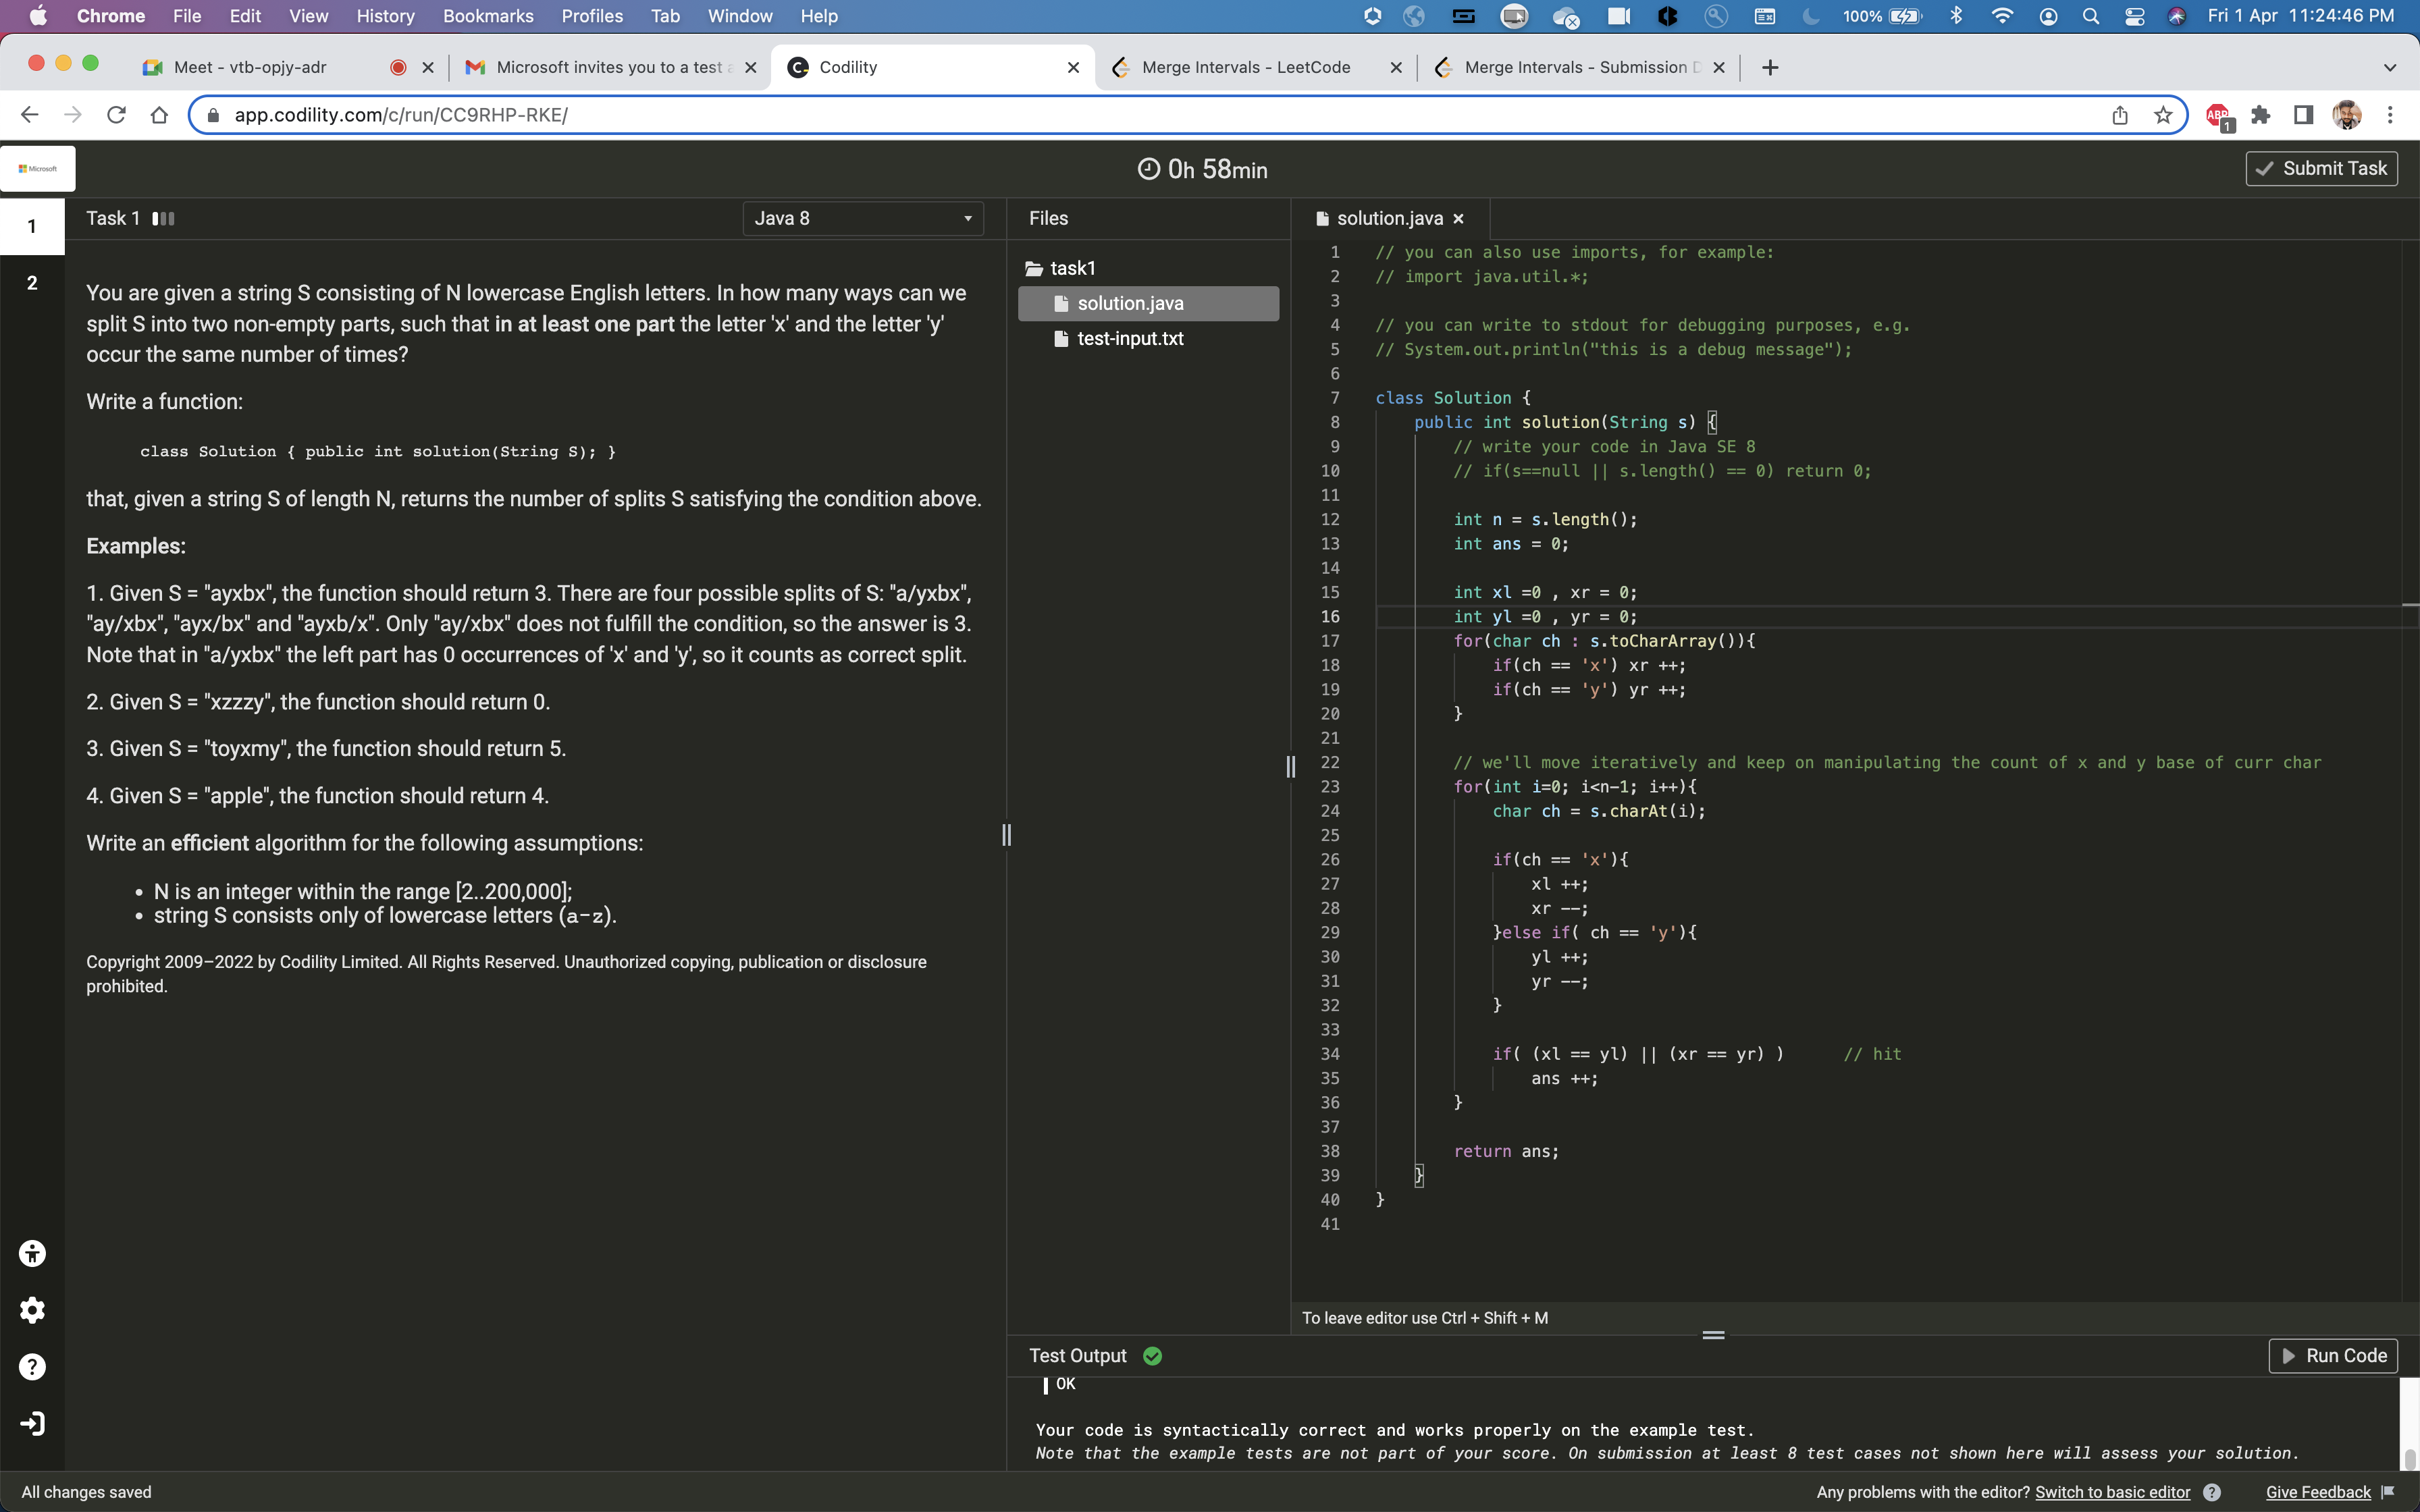 Chrome File Edit View History Bookmarks Profiles Tab Window Help 100% Fri 1 Apr 11:24:46 PM
Meet - vtb-opjy-adr
Microsoft invites you to a test
Codility
Merge Intervals - LeetCode
Merge Intervals - Submission
app.codility.com/c/run/CC9RHP-RKE/
ABP 1
Microsoft
0h 58min
Submit Task
1
2
Task 1
Java 8
You are given a string S consisting of N lowercase English letters. In how many ways can we
split S into two non-empty parts, such that in at least one part the letter 'x' and the letter 'y'
occur the same number of times?
Write a function:
class Solution { public int solution(String S); }
that, given a string S of length N, returns the number of splits S satisfying the condition above.
Examples:
1. Given S = "ayxbx", the function should return 3. There are four possible splits of S: "a/yxbx",
"ay/xbx", "ayx/bx" and "ayxb/x". Only "ay/xbx" does not fulfill the condition, so the answer is 3.
Note that in "a/yxbx" the left part has 0 occurrences of 'x' and 'y', so it counts as correct split.
2. Given S = "xzzzy", the function should return 0.
3. Given S = "toyxmy", the function should return 5.
4. Given S = "apple", the function should return 4.
Write an efficient algorithm for the following assumptions:
• N is an integer within the range [2..200,000];
• string S consists only of lowercase letters (a-z).
Copyright 2009–2022 by Codility Limited. All Rights Reserved. Unauthorized copying, publication or disclosure
prohibited.
Files
task1
solution.java
test-input.txt
solution.java
1 // you can also use imports, for example:
2 // import java.util.*;
3
4 // you can write to stdout for debugging purposes, e.g.
5 // System.out.println("this is a debug message");
6
7 class Solution {
8 public int solution(String s) {
9 // write your code in Java SE 8
10 // if(s==null || s.length() == 0) return 0;
11
12 int n = s.length();
13 int ans = 0;
14
15 int xl =0 , xr = 0;
16 int yl =0 , yr = 0;
17 for(char ch : s.toCharArray()){
18 if(ch == 'x') xr ++;
19 if(ch == 'y') yr ++;
20 }
21
22 // we'll move iteratively and keep on manipulating the count of x and y base of curr char
23 for(int i=0; i<n-1; i++){
24 char ch = s.charAt(i);
25
26 if(ch == 'x'){
27 xl ++;
28 xr --;
29 }else if( ch == 'y'){
30 yl ++;
31 yr --;
32 }
33
34 if( (xl == yl) || (xr == yr) ) // hit
35 ans ++;
36 }
37
38 return ans;
39 }
40 }
41
To leave editor use Ctrl + Shift + M
Test Output
Run Code
OK
Your code is syntactically correct and works properly on the example test.
Note that the example tests are not part of your score. On submission at least 8 test cases not shown here will assess your solution.
All changes saved
Any problems with the editor? Switch to basic editor ? Give Feedback